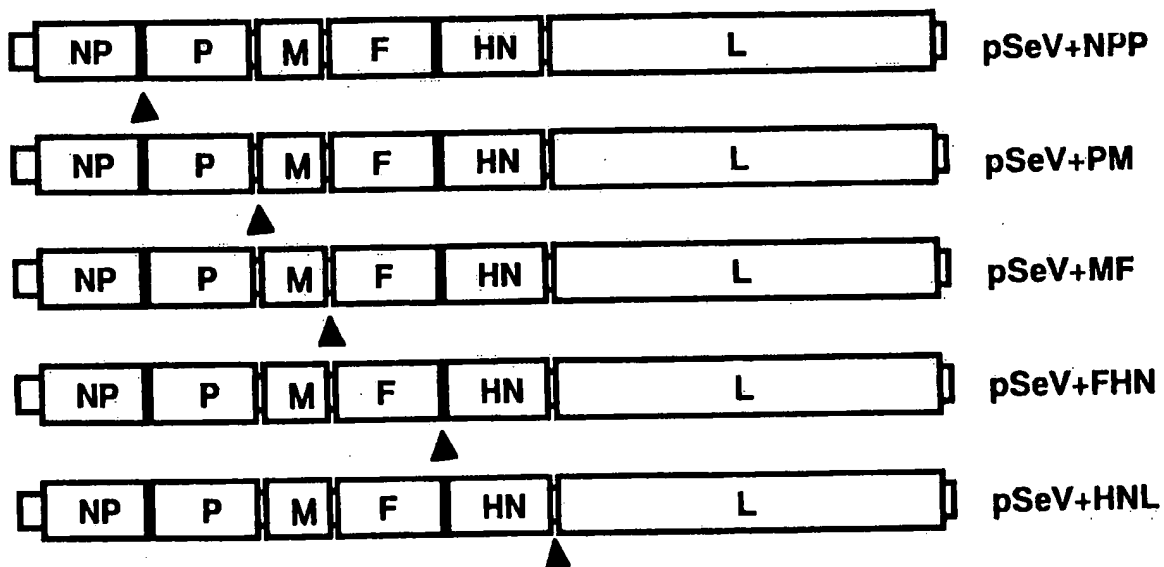 NP P M F HN L pSeV+NPP
NP P M F HN L pSeV+PM
NP P M F HN L pSeV+MF
NP P M F HN L pSeV+FHN
NP P M F HN L pSeV+HNL